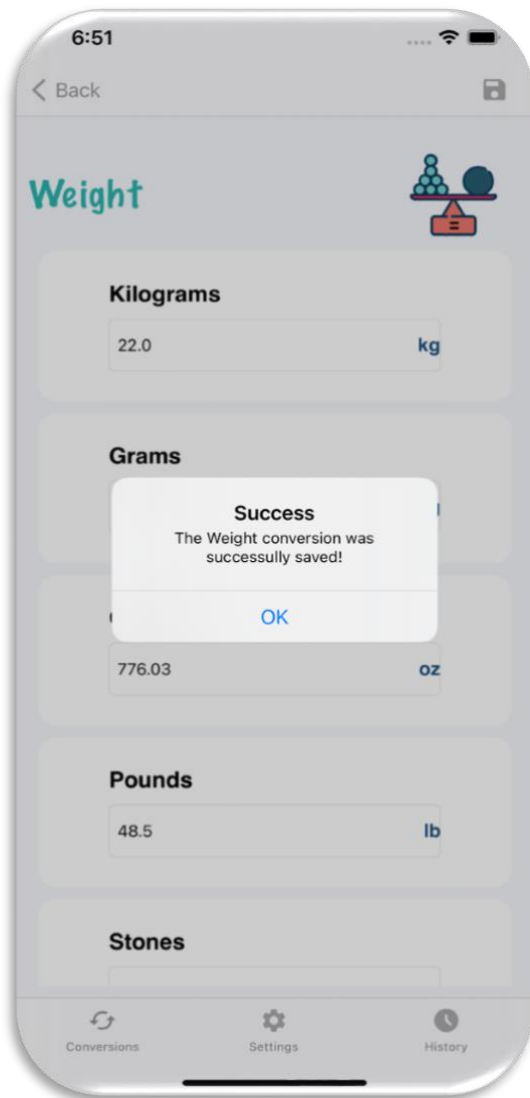 6:51
Back
Weight
Kilograms
22.0 kg
Grams
Success
The Weight conversion was
successully saved!
OK
776.03 oz
Pounds
48.5 lb
Stones
Conversions Settings History